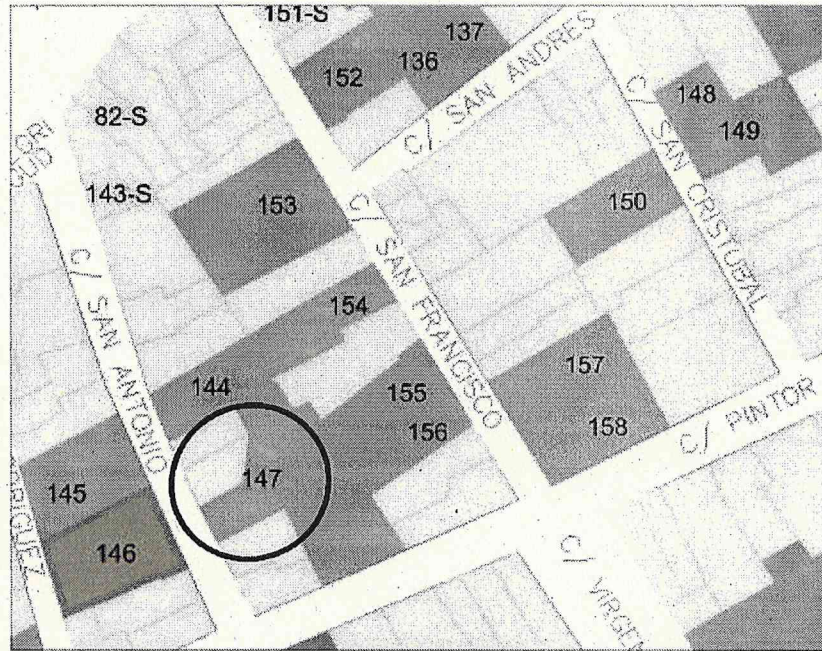 151-S
137
136
152
C/ SAN ANDRES
148
149
82-S
143-S
153
150
C/ SAN CRISTOBAL
C/ SAN ANTONIO
C/ SAN FRANCISCO
154
144
157
155
156
158
C/ PINTOR
147
145
146
C/ VIRGEN